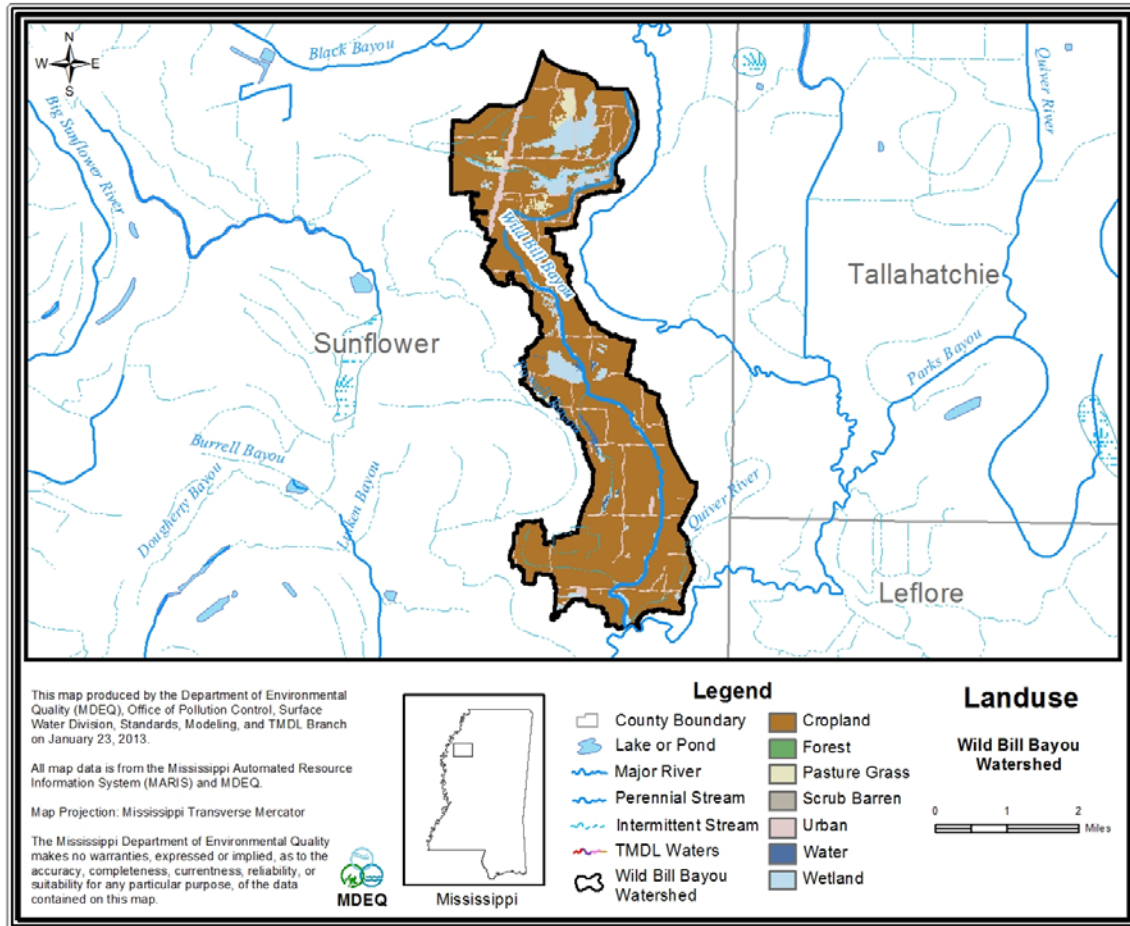 N
W E
S
Black Bayou
Quiver River
Big Sunflower River
Wild Bill Bayou
Tallahatchie
Sunflower
Parks Bayou
Burrell Bayou
Dougherty Bayou
Quiver River
Leflore
This map produced by the Department of Environmental
Quality (MDEQ), Office of Pollution Control, Surface
Water Division, Standards, Modeling, and TMDL Branch
on January 23, 2013.
All map data is from the Mississippi Automated Resource
Information System (MARIS) and MDEQ.
Map Projection: Mississippi Transverse Mercator
The Mississippi Department of Environmental Quality
makes no warranties, expressed or implied, as to the
accuracy, completeness, currentness, reliability, or
suitability for any particular purpose, of the data
contained on this map.
MDEQ
Mississippi
Legend
County Boundary
Lake or Pond
Major River
Perennial Stream
Intermittent Stream
TMDL Waters
Wild Bill Bayou
Watershed
Cropland
Forest
Pasture Grass
Scrub Barren
Urban
Water
Wetland
Landuse
Wild Bill Bayou
Watershed
0 1 2
Miles